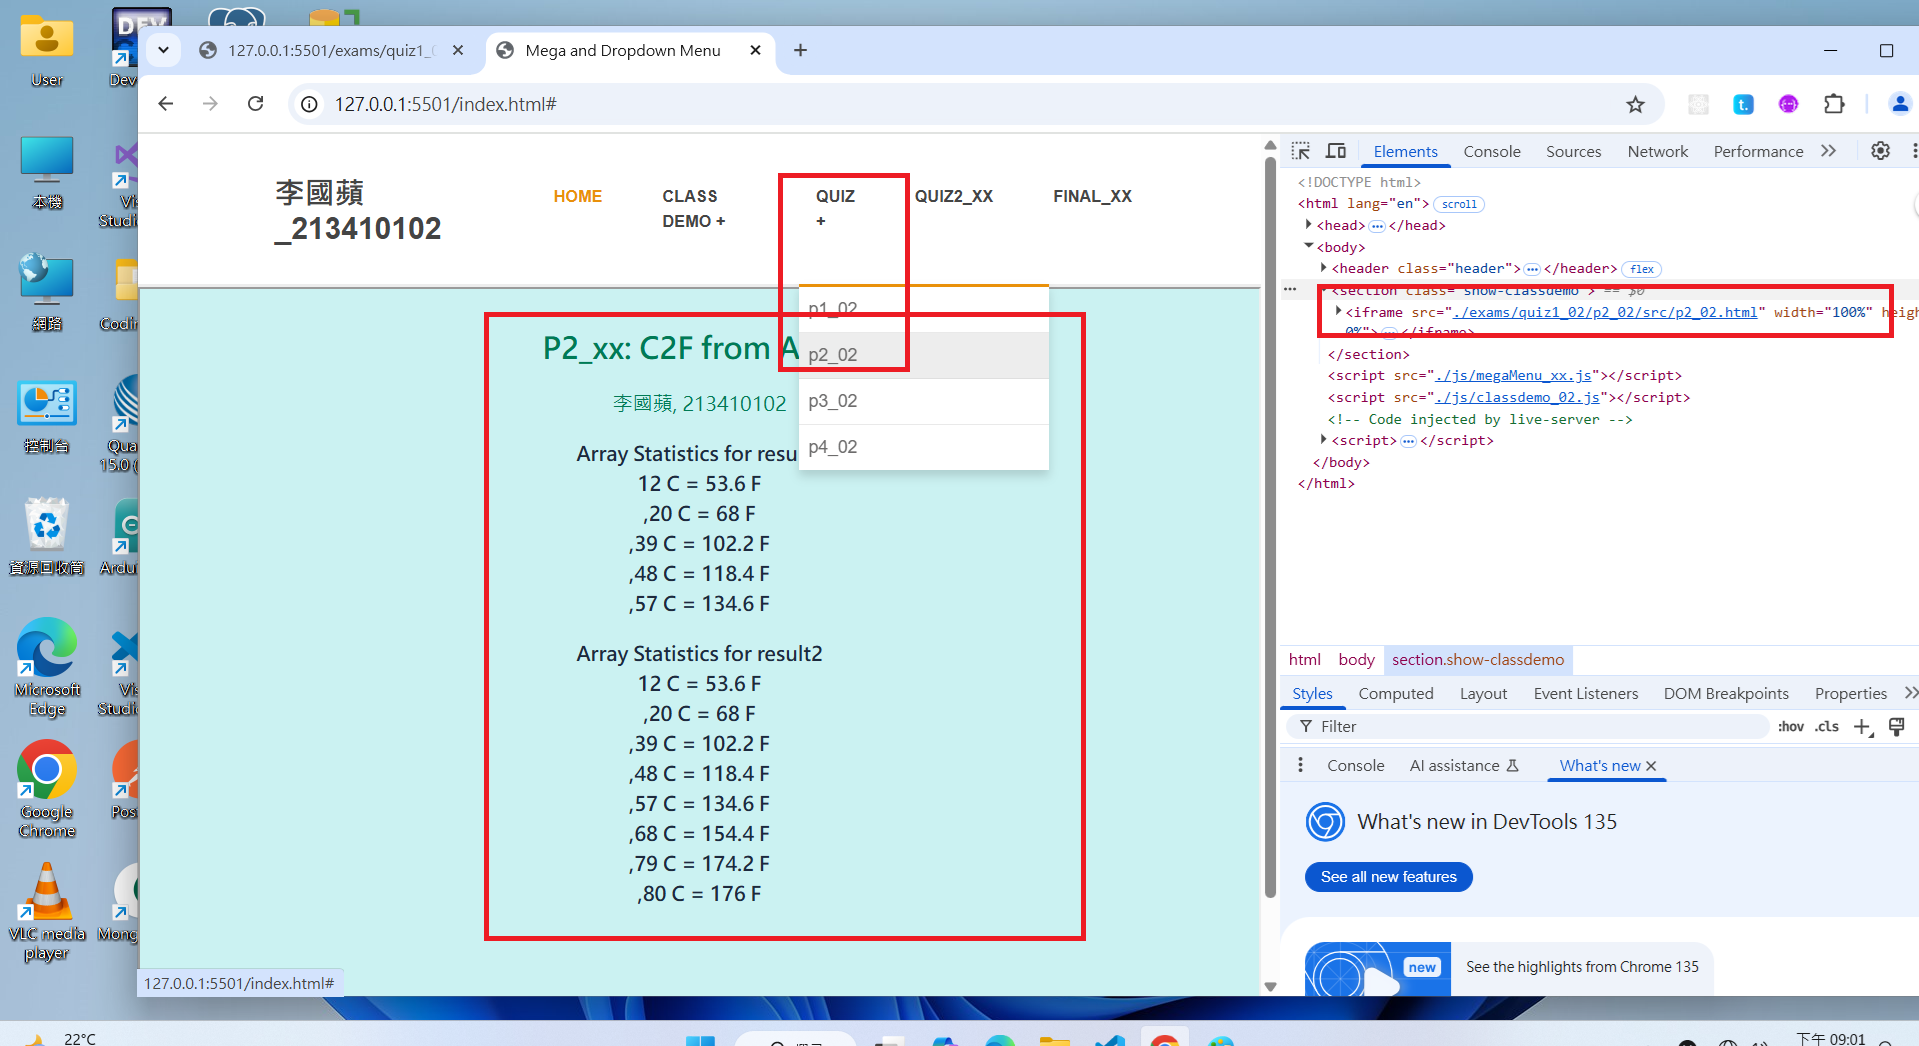 User
Dev
本機
Vis
Studi
網路
Codin
控制台
Qua
15.0 (
資源回收筒
Ardu
Microsoft
Edge
Vis
Studi
Google
Chrome
Pos
VLC media
player
Mong
127.0.0.1:5501/exams/quiz1_
Mega and Dropdown Menu
127.0.0.1:5501/index.html#
李國蘋
_213410102
HOME
CLASS
DEMO +
QUIZ
+
QUIZ2_XX
FINAL_XX
p1_02
p2_02
p3_02
p4_02
P2_xx: C2F from A
李國蘋, 213410102
Array Statistics for resu
12 C = 53.6 F
,20 C = 68 F
,39 C = 102.2 F
,48 C = 118.4 F
,57 C = 134.6 F
Array Statistics for result2
12 C = 53.6 F
,20 C = 68 F
,39 C = 102.2 F
,48 C = 118.4 F
,57 C = 134.6 F
,68 C = 154.4 F
,79 C = 174.2 F
,80 C = 176 F
127.0.0.1:5501/index.html#
Elements Console Sources Network Performance
<!DOCTYPE html>
<html lang="en"> scroll
<head> </head>
<body>
<header class="header"> </header> flex
<section class="show-classdemo"> == $0
<iframe src="./exams/quiz1_02/p2_02/src/p2_02.html" width="100%" heigh
0%"> </iframe>
</section>
<script src="./js/megaMenu_xx.js"></script>
<script src="./js/classdemo_02.js"></script>
<!-- Code injected by live-server -->
<script> </script>
</body>
</html>
html body section.show-classdemo
Styles Computed Layout Event Listeners DOM Breakpoints Properties
Filter
:hov .cls
Console AI assistance What's new
What's new in DevTools 135
See all new features
new
See the highlights from Chrome 135
22°C
下午 09:01